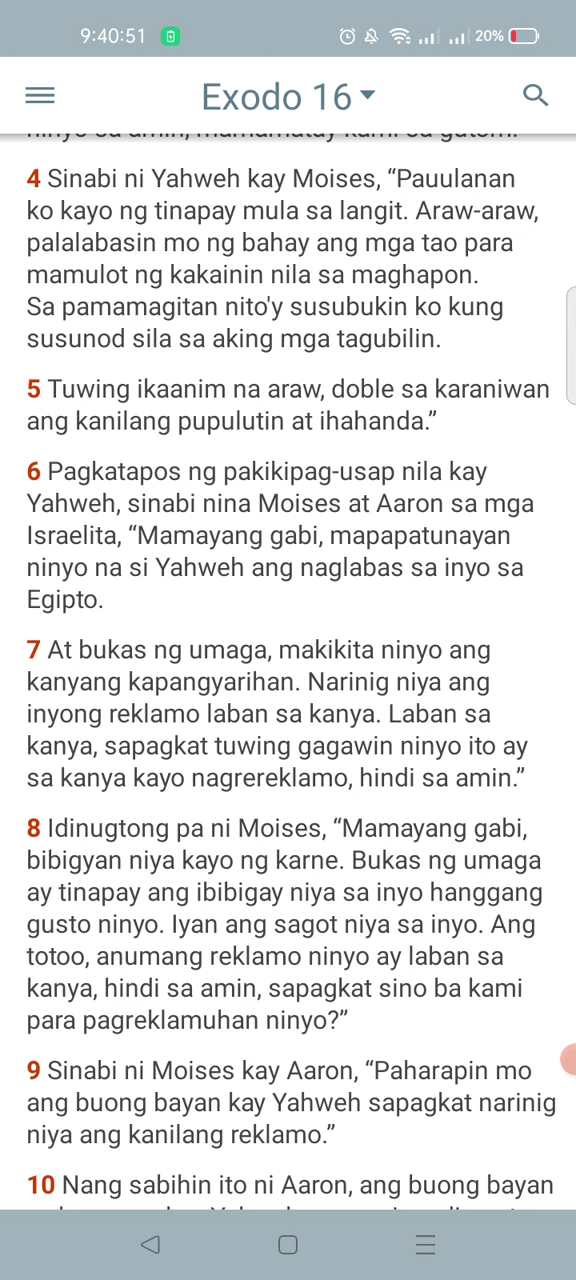 9:40:51
20%
Exodo 16
4 Sinabi ni Yahweh kay Moises, “Pauulanan
ko kayo ng tinapay mula sa langit. Araw-araw,
palalabasin mo ng bahay ang mga tao para
mamulot ng kakainin nila sa maghapon.
Sa pamamagitan nito'y susubukin ko kung
susunod sila sa aking mga tagubilin.
5 Tuwing ikaanim na araw, doble sa karaniwan
ang kanilang pupulutin at ihahanda.”
6 Pagkatapos ng pakikipag-usap nila kay
Yahweh, sinabi nina Moises at Aaron sa mga
Israelita, “Mamayang gabi, mapapatunayan
ninyo na si Yahweh ang naglabas sa inyo sa
Egipto.
7 At bukas ng umaga, makikita ninyo ang
kanyang kapangyarihan. Narinig niya ang
inyong reklamo laban sa kanya. Laban sa
kanya, sapagkat tuwing gagawin ninyo ito ay
sa kanya kayo nagrereklamo, hindi sa amin.”
8 Idinugtong pa ni Moises, “Mamayang gabi,
bibigyan niya kayo ng karne. Bukas ng umaga
ay tinapay ang ibibigay niya sa inyo hanggang
gusto ninyo. Iyan ang sagot niya sa inyo. Ang
totoo, anumang reklamo ninyo ay laban sa
kanya, hindi sa amin, sapagkat sino ba kami
para pagreklamuhan ninyo?”
9 Sinabi ni Moises kay Aaron, “Paharapin mo
ang buong bayan kay Yahweh sapagkat narinig
niya ang kanilang reklamo.”
10 Nang sabihin ito ni Aaron, ang buong bayan